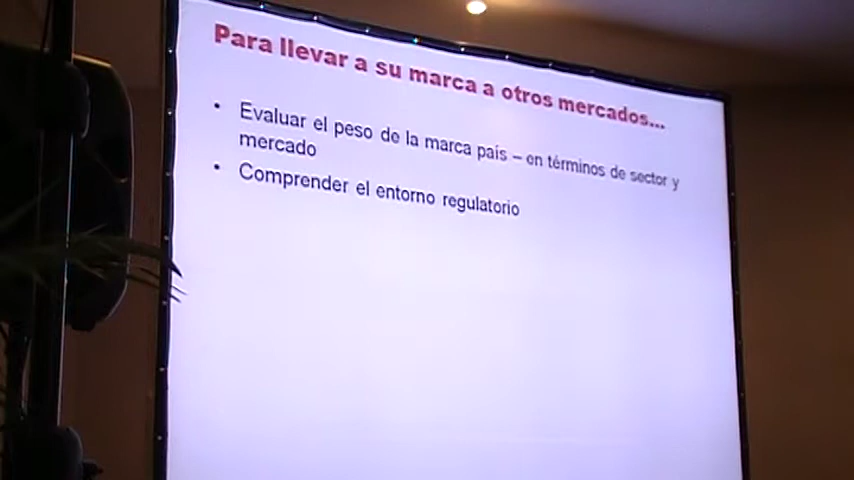 Para llevar a su marca a otros mercados...
• Evaluar el peso de la marca país – en términos de sector y
mercado
• Comprender el entorno regulatorio